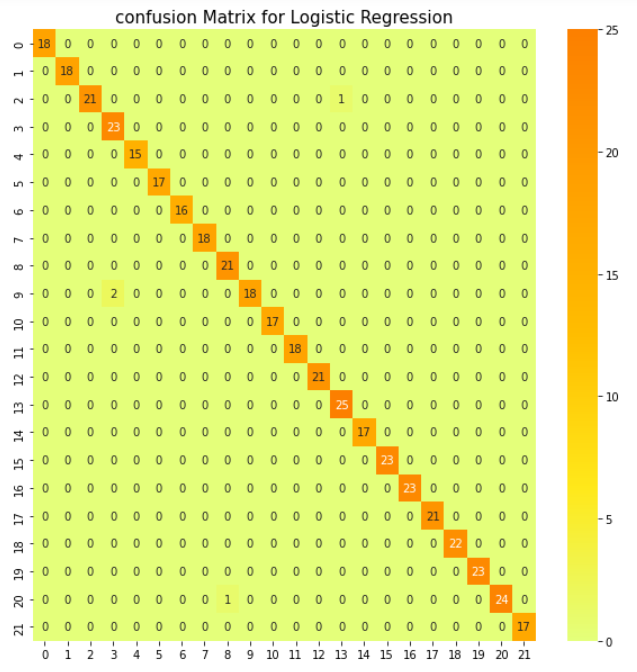 confusion Matrix for Logistic Regression
0 18 0 0 0 0 0 0 0 0 0 0 0 0 0 0 0 0 0 0 0 0 0
1 0 18 0 0 0 0 0 0 0 0 0 0 0 0 0 0 0 0 0 0 0 0
2 0 0 21 0 0 0 0 0 0 0 0 0 0 1 0 0 0 0 0 0 0 0
3 0 0 0 23 0 0 0 0 0 0 0 0 0 0 0 0 0 0 0 0 0 0
4 0 0 0 0 15 0 0 0 0 0 0 0 0 0 0 0 0 0 0 0 0 0
5 0 0 0 0 0 17 0 0 0 0 0 0 0 0 0 0 0 0 0 0 0 0
6 0 0 0 0 0 0 16 0 0 0 0 0 0 0 0 0 0 0 0 0 0 0
7 0 0 0 0 0 0 0 18 0 0 0 0 0 0 0 0 0 0 0 0 0 0
8 0 0 0 0 0 0 0 0 21 0 0 0 0 0 0 0 0 0 0 0 0 0
9 0 0 0 2 0 0 0 0 0 18 0 0 0 0 0 0 0 0 0 0 0 0
10 0 0 0 0 0 0 0 0 0 0 17 0 0 0 0 0 0 0 0 0 0 0
11 0 0 0 0 0 0 0 0 0 0 0 18 0 0 0 0 0 0 0 0 0 0
12 0 0 0 0 0 0 0 0 0 0 0 0 21 0 0 0 0 0 0 0 0 0
13 0 0 0 0 0 0 0 0 0 0 0 0 0 25 0 0 0 0 0 0 0 0
14 0 0 0 0 0 0 0 0 0 0 0 0 0 0 17 0 0 0 0 0 0 0
15 0 0 0 0 0 0 0 0 0 0 0 0 0 0 0 23 0 0 0 0 0 0
16 0 0 0 0 0 0 0 0 0 0 0 0 0 0 0 0 23 0 0 0 0 0
17 0 0 0 0 0 0 0 0 0 0 0 0 0 0 0 0 0 21 0 0 0 0
18 0 0 0 0 0 0 0 0 0 0 0 0 0 0 0 0 0 0 22 0 0 0
19 0 0 0 0 0 0 0 0 0 0 0 0 0 0 0 0 0 0 0 23 0 0
20 0 0 0 0 0 0 0 0 1 0 0 0 0 0 0 0 0 0 0 0 24 0
21 0 0 0 0 0 0 0 0 0 0 0 0 0 0 0 0 0 0 0 0 0 17
0 1 2 3 4 5 6 7 8 9 10 11 12 13 14 15 16 17 18 19 20 21
25
20
15
10
5
0